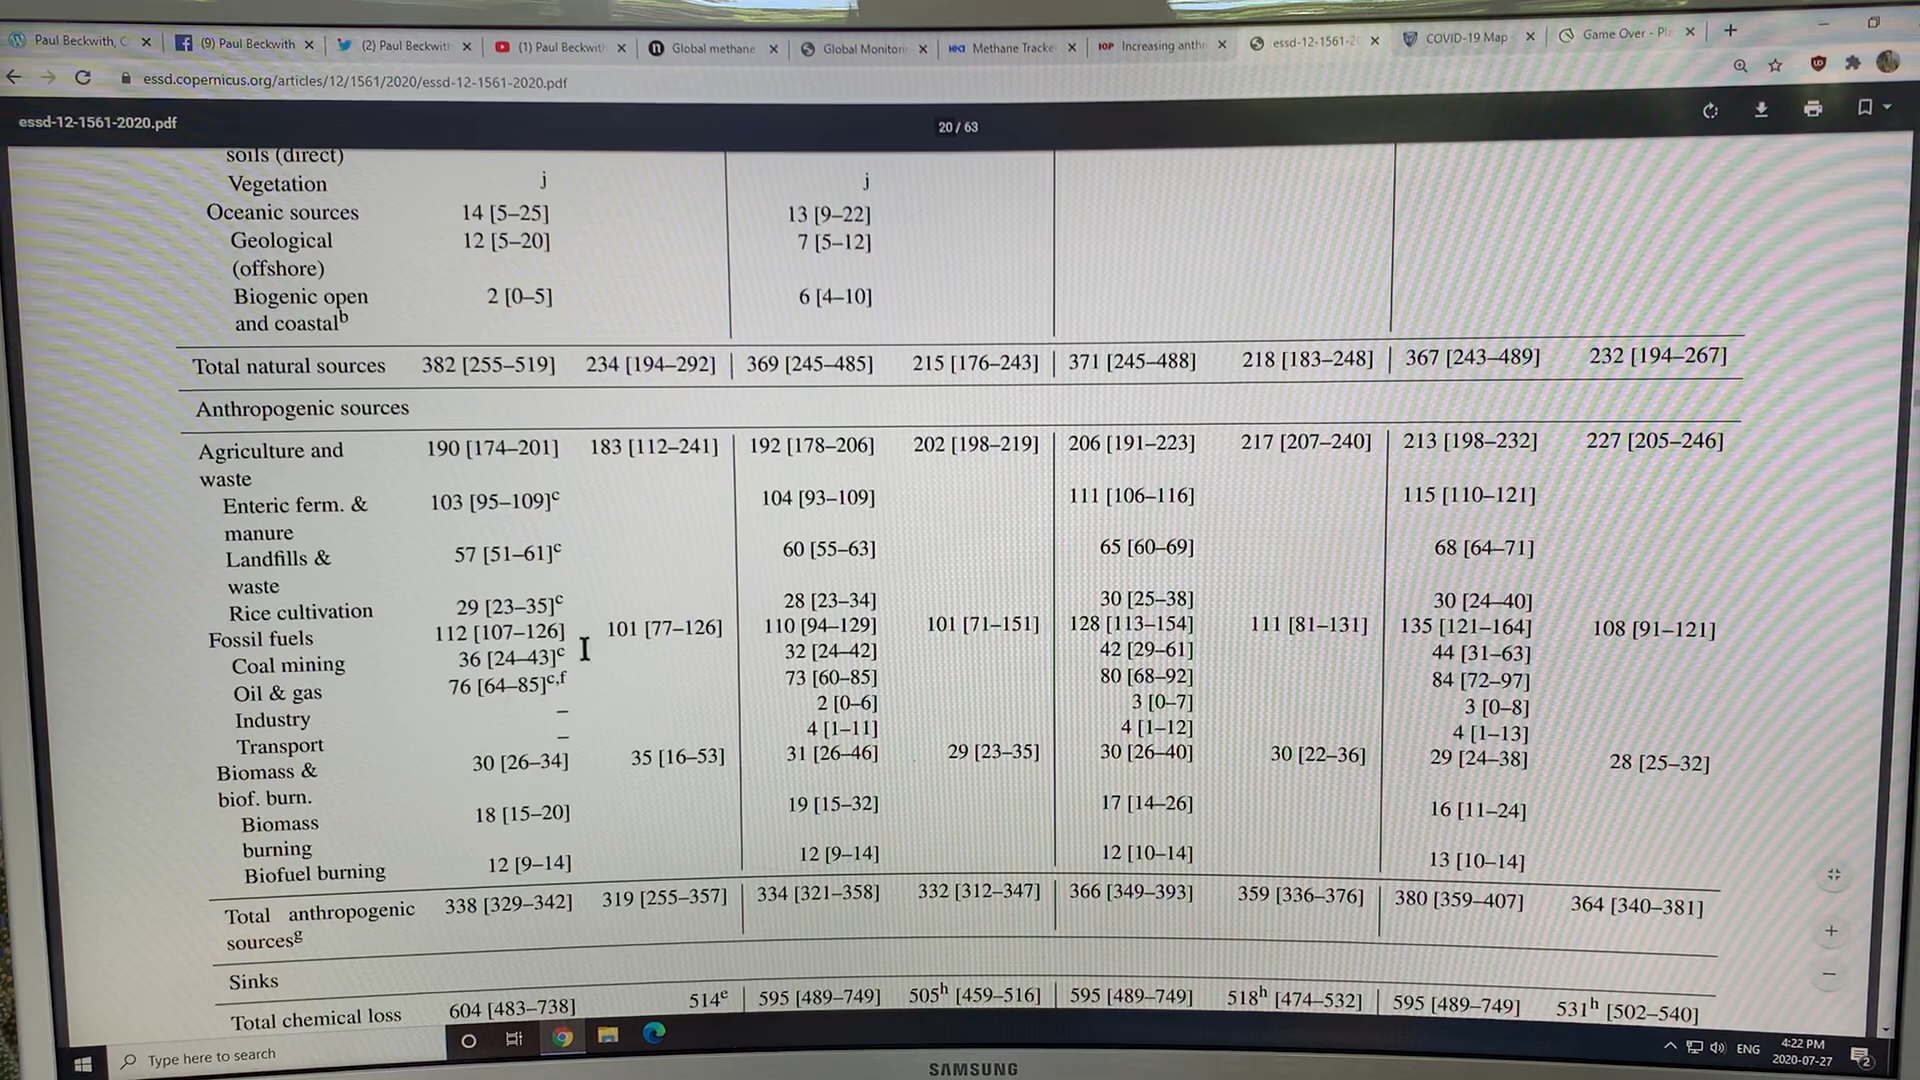 Paul Beckwith, C
(9) Paul Beckwith
(2) Paul Beckwith
(1) Paul Beckwith
n Global methane
Global Monitorin
iea Methane Tracke
IOP Increasing anthr
essd-12-1561-20
COVID-19 Map
Game Over - Pla
essd.copernicus.org/articles/12/1561/2020/essd-12-1561-2020.pdf
essd-12-1561-2020.pdf
20 / 63
soils (direct)
Vegetation j j
Oceanic sources 14 [5–25] 13 [9–22]
Geological 12 [5–20] 7 [5–12]
(offshore)
Biogenic open 2 [0–5] 6 [4–10]
and coastalb
Total natural sources 382 [255–519] 234 [194–292] 369 [245–485] 215 [176–243] 371 [245–488] 218 [183–248] 367 [243–489] 232 [194–267]
Anthropogenic sources
Agriculture and 190 [174–201] 183 [112–241] 192 [178–206] 202 [198–219] 206 [191–223] 217 [207–240] 213 [198–232] 227 [205–246]
waste
Enteric ferm. & 103 [95–109]c 104 [93–109] 111 [106–116] 115 [110–121]
manure
Landfills & 57 [51–61]c 60 [55–63] 65 [60–69] 68 [64–71]
waste
Rice cultivation 29 [23–35]c 28 [23–34] 30 [25–38] 30 [24–40]
Fossil fuels 112 [107–126] 101 [77–126] 110 [94–129] 101 [71–151] 128 [113–154] 111 [81–131] 135 [121–164] 108 [91–121]
Coal mining 36 [24–43]c 32 [24–42] 42 [29–61] 44 [31–63]
Oil & gas 76 [64–85]c,f 73 [60–85] 80 [68–92] 84 [72–97]
Industry – 2 [0–6] 3 [0–7] 3 [0–8]
Transport – 4 [1–11] 4 [1–12] 4 [1–13]
Biomass & 30 [26–34] 35 [16–53] 31 [26–46] 29 [23–35] 30 [26–40] 30 [22–36] 29 [24–38] 28 [25–32]
biof. burn.
Biomass 18 [15–20] 19 [15–32] 17 [14–26] 16 [11–24]
burning
Biofuel burning 12 [9–14] 12 [9–14] 12 [10–14] 13 [10–14]
Total anthropogenic 338 [329–342] 319 [255–357] 334 [321–358] 332 [312–347] 366 [349–393] 359 [336–376] 380 [359–407] 364 [340–381]
sourcesg
Sinks
Total chemical loss 604 [483–738] 514e 595 [489–749] 505h [459–516] 595 [489–749] 518h [474–532] 595 [489–749] 531h [502–540]
Type here to search
ENG
4:22 PM
2020-07-27
2
SAMSUNG